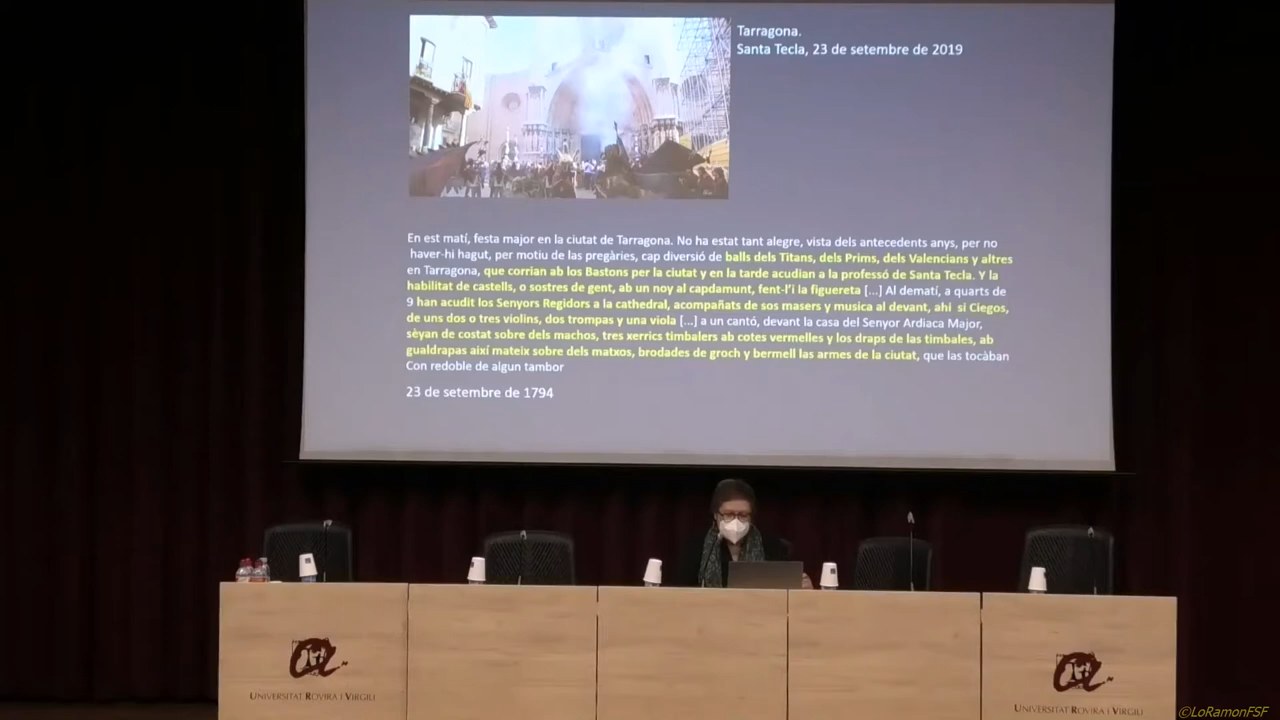 Tarragona.
Santa Tecla, 23 de setembre de 2019
En est matí, festa major en la ciutat de Tarragona. No ha estat tant alegre, vista dels antecedents anys, per no
haver-hi hagut, per motiu de las pregàries, cap diversió de balls dels Titans, dels Prims, dels Valencians y altres
en Tarragona, que corrian ab los Bastons per la ciutat y en la tarde acudian a la professó de Santa Tecla. Y la
habilitat de castells, o sostres de gent, ab un noy al capdamunt, fent-l'i la figuereta [...] Al dematí, a quarts de
9 han acudit los Senyors Regidors a la cathedral, acompañats de sos masers y musica al devant, ahi si Ciegos,
de uns dos o tres violins, dos trompas y una viola [...] a un cantó, devant la casa del Senyor Ardiaca Major,
sèyan de costat sobre dels machos, tres xerrics timbalers ab cotes vermelles y los draps de las timbales, ab
gualdrapas així mateix sobre dels matxos, brodades de groch y bermell las armes de la ciutat, que las tocàban
Con redoble de algun tambor
23 de setembre de 1794
UNIVERSITAT ROVIRA I VIRGILI
UNIVERSITAT ROVIRA I VIRGILI
©LoRamonFSF